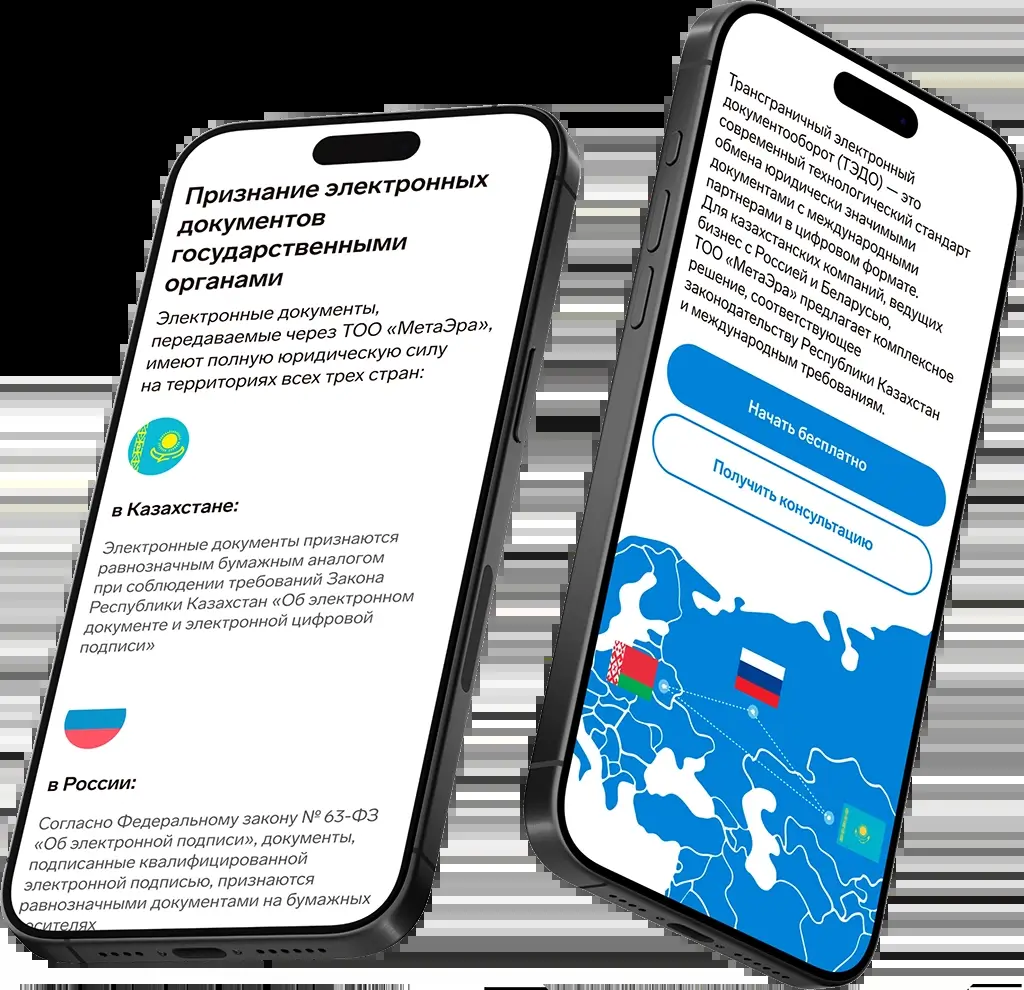 Признание электронных
документов
государственными
органами
Электронные документы,
передаваемые через ТОО «МетаЭра»,
имеют полную юридическую силу
на территориях всех трех стран:
в Казахстане:
Электронные документы признаются
равнозначным бумажным аналогом
при соблюдении требований Закона
Республики Казахстан «Об электронном
документе и электронной цифровой
подписи»
в России:
Согласно Федеральному закону № 63-ФЗ
«Об электронной подписи», документы,
подписанные квалифицированной
электронной подписью, признаются
равнозначными документами на бумажных
осителях
Трансграничный электронный
документооборот (ТЭДО) — это
современный технологический стандарт
обмена юридически значимыми
документами с международными
партнерами в цифровом формате.
Для казахстанских компаний, ведущих
бизнес с Россией и Беларусью,
ТОО «МетаЭра» предлагает комплексное
решение, соответствующее
законодательству Республики Казахстан
и международным требованиям.
Начать бесплатно
Получить консультацию